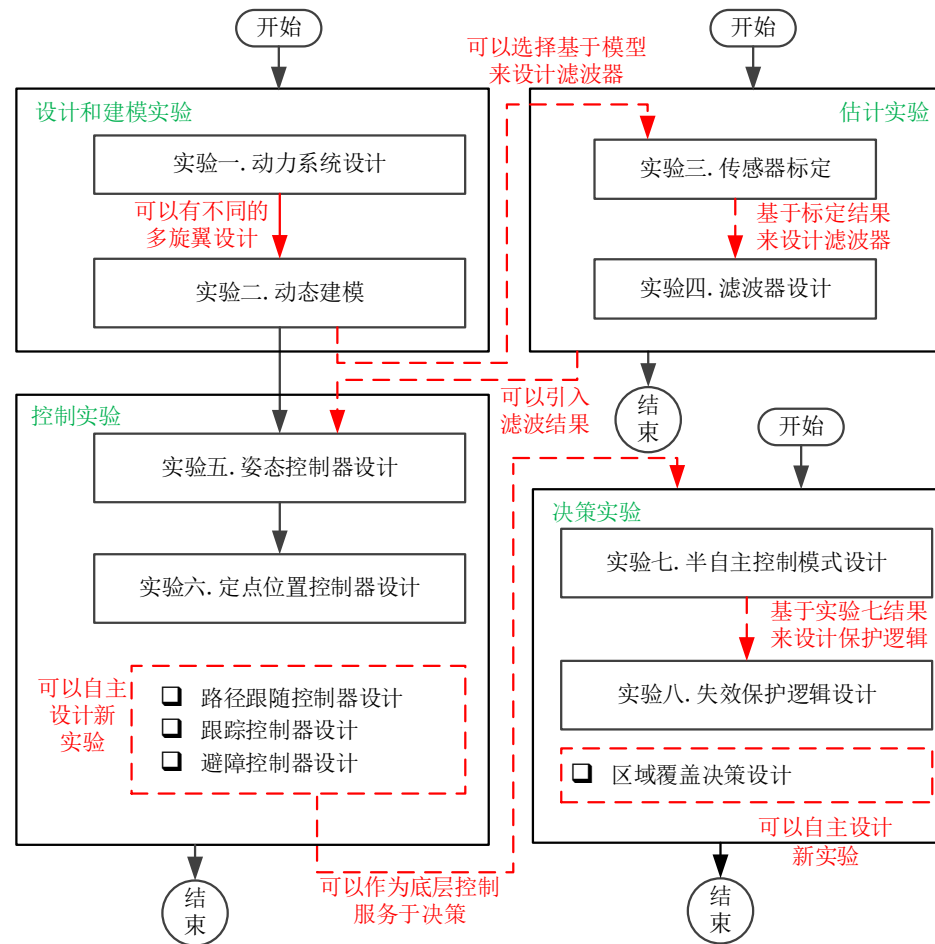 开始
设计和建模实验
实验一.动力系统设计
可以有不同的
多旋翼设计
实验二.动态建模
可以选择基于模型
来设计滤波器
开始
估计实验
实验三.传感器标定
基于标定结果
来设计滤波器
实验四.滤波器设计
结
束
可以引入
滤波结果
控制实验
实验五.姿态控制器设计
实验六.定点位置控制器设计
可以自主
设计新
实验
路径跟随控制器设计
跟踪控制器设计
避障控制器设计
结
束
可以作为底层控制
服务于决策
开始
决策实验
实验七.半自主控制模式设计
基于实验七结果
来设计保护逻辑
实验八.失效保护逻辑设计
区域覆盖决策设计
可以自主设计
新实验
结
束